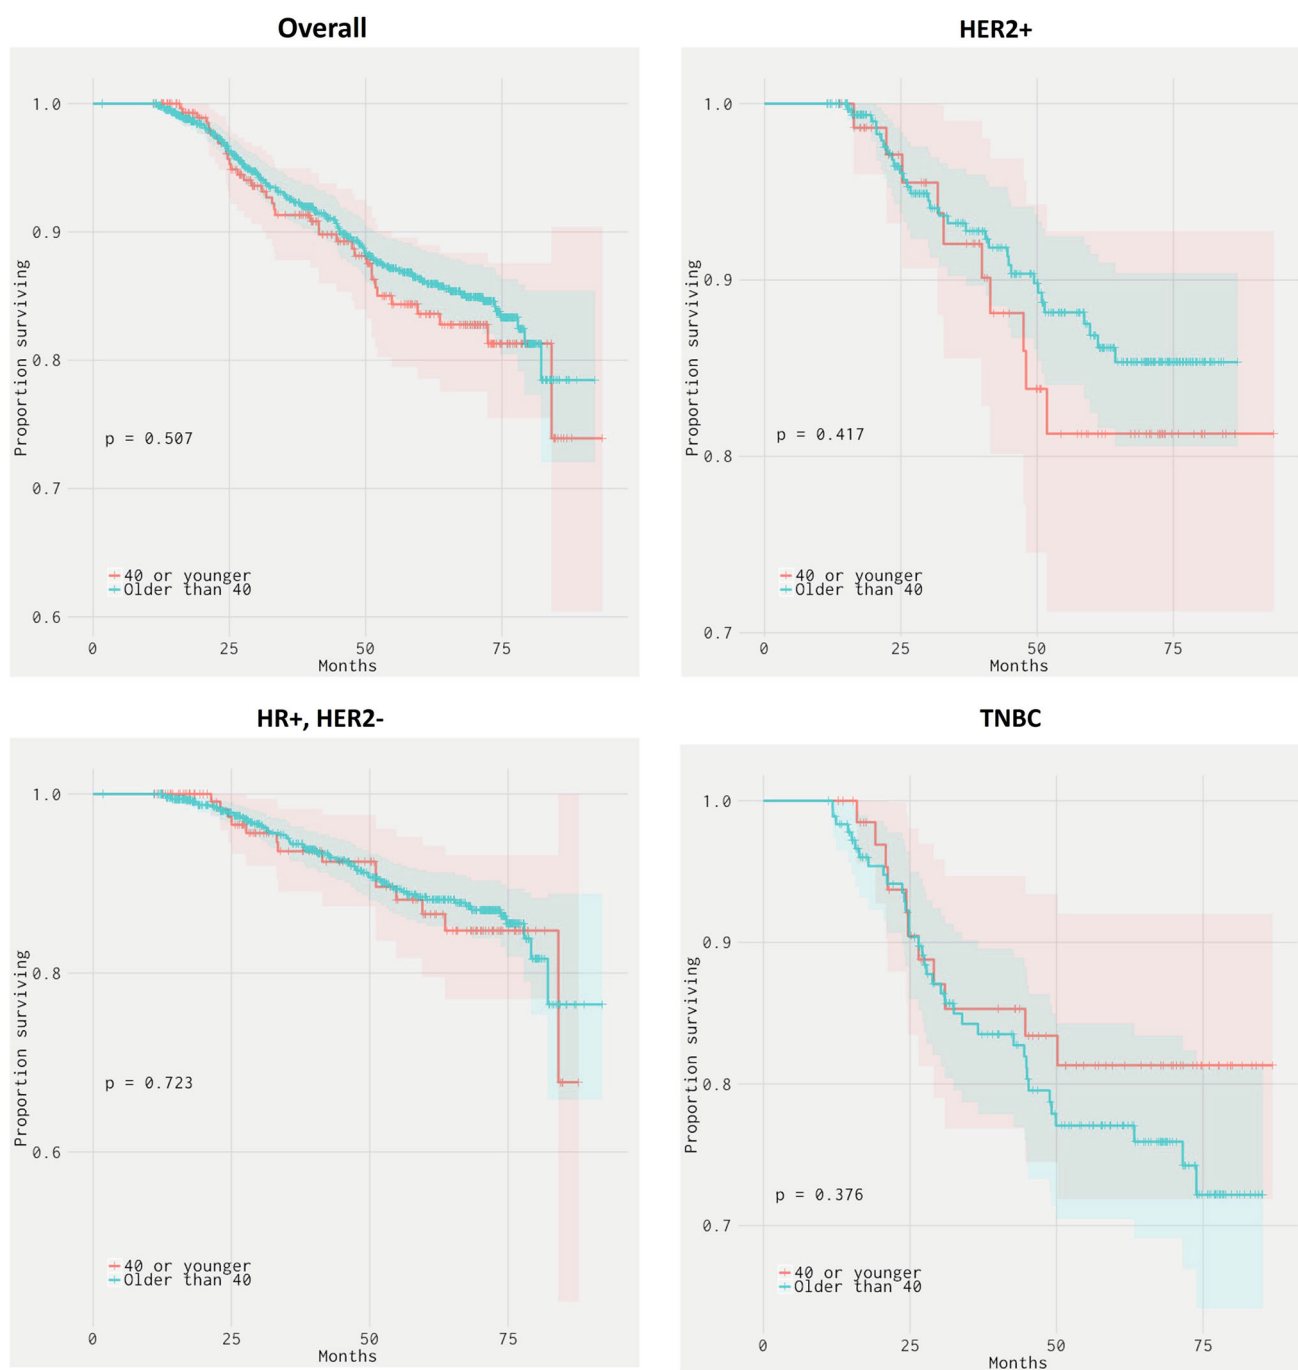 Overall
Proportion surviving
1.0
0.9
0.8
0.7
0.6
p = 0.507
40 or younger
Older than 40
0 25 50 75
Months
HER2+
Proportion surviving
1.0
0.9
0.8
0.7
p = 0.417
40 or younger
Older than 40
0 25 50 75
Months
HR+, HER2-
Proportion surviving
1.0
0.8
0.6
p = 0.723
40 or younger
Older than 40
0 25 50 75
Months
TNBC
Proportion surviving
1.0
0.9
0.8
0.7
p = 0.376
40 or younger
Older than 40
0 25 50 75
Months